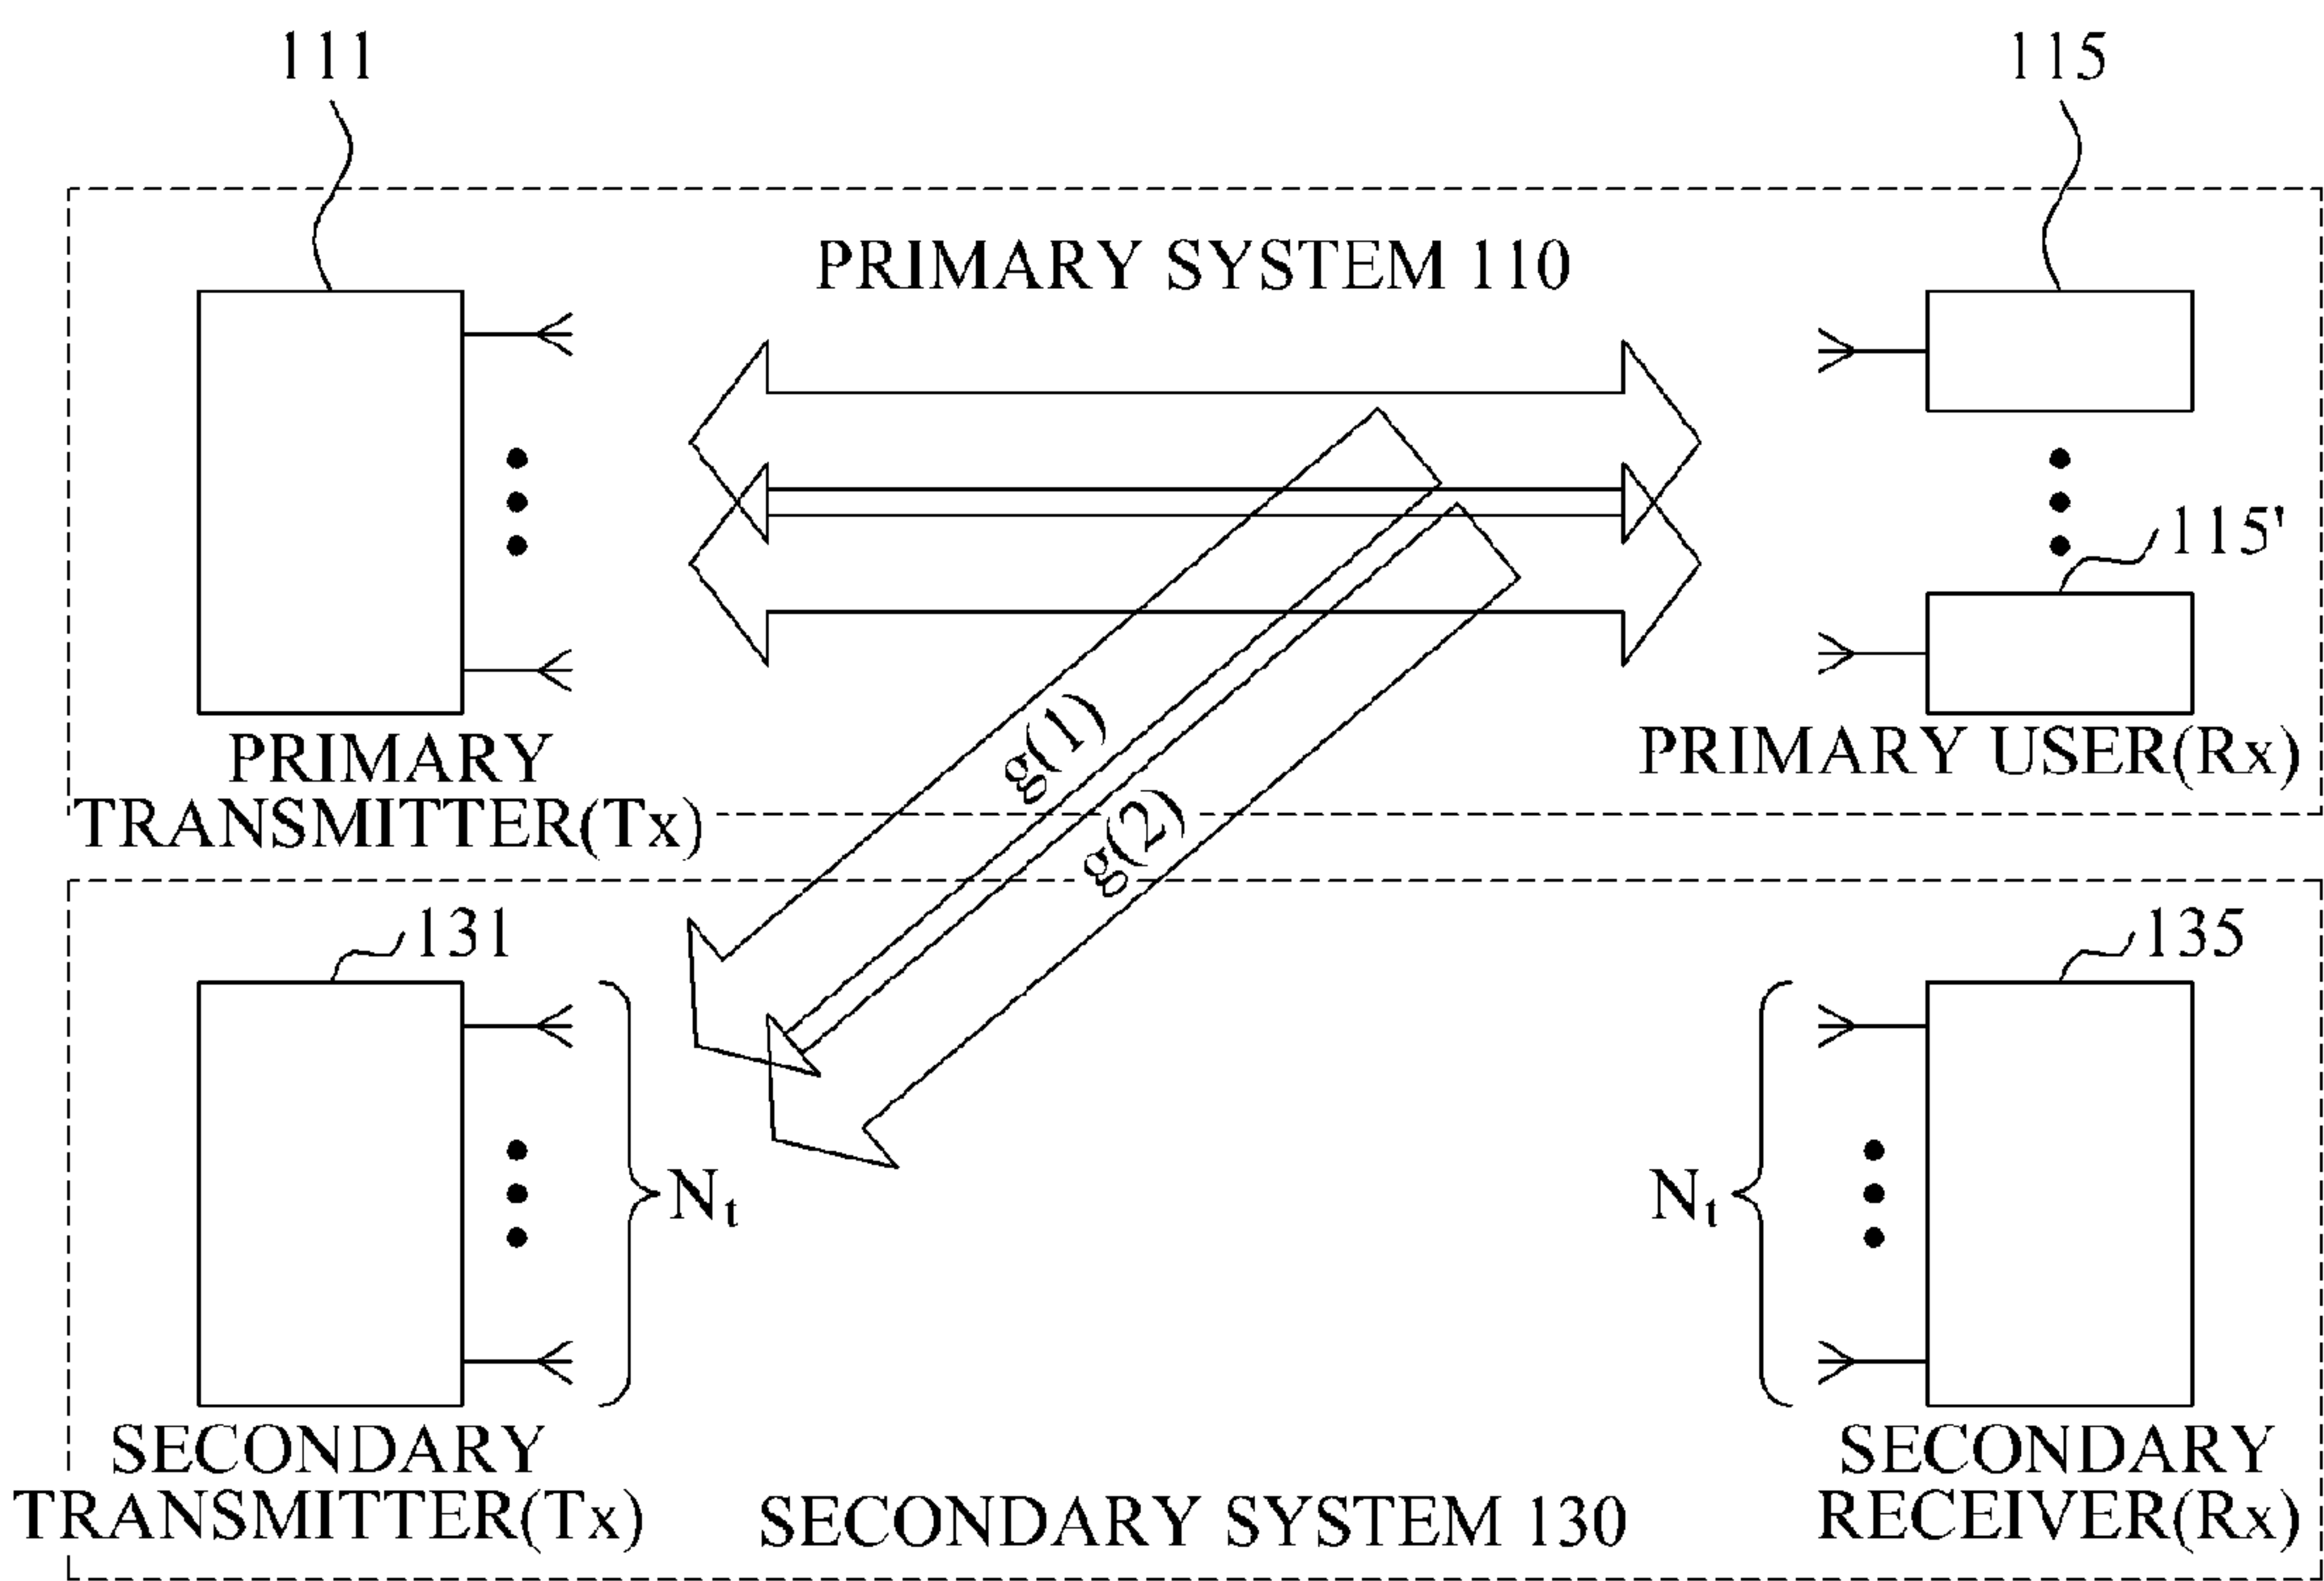 111
115
PRIMARY SYSTEM 110
115'
PRIMARY
TRANSMITTER(Tx)
PRIMARY USER(Rx)
g(1)
g(2)
131
135
Nt
Nt
SECONDARY
TRANSMITTER(Tx)
SECONDARY SYSTEM 130
SECONDARY
RECEIVER(Rx)